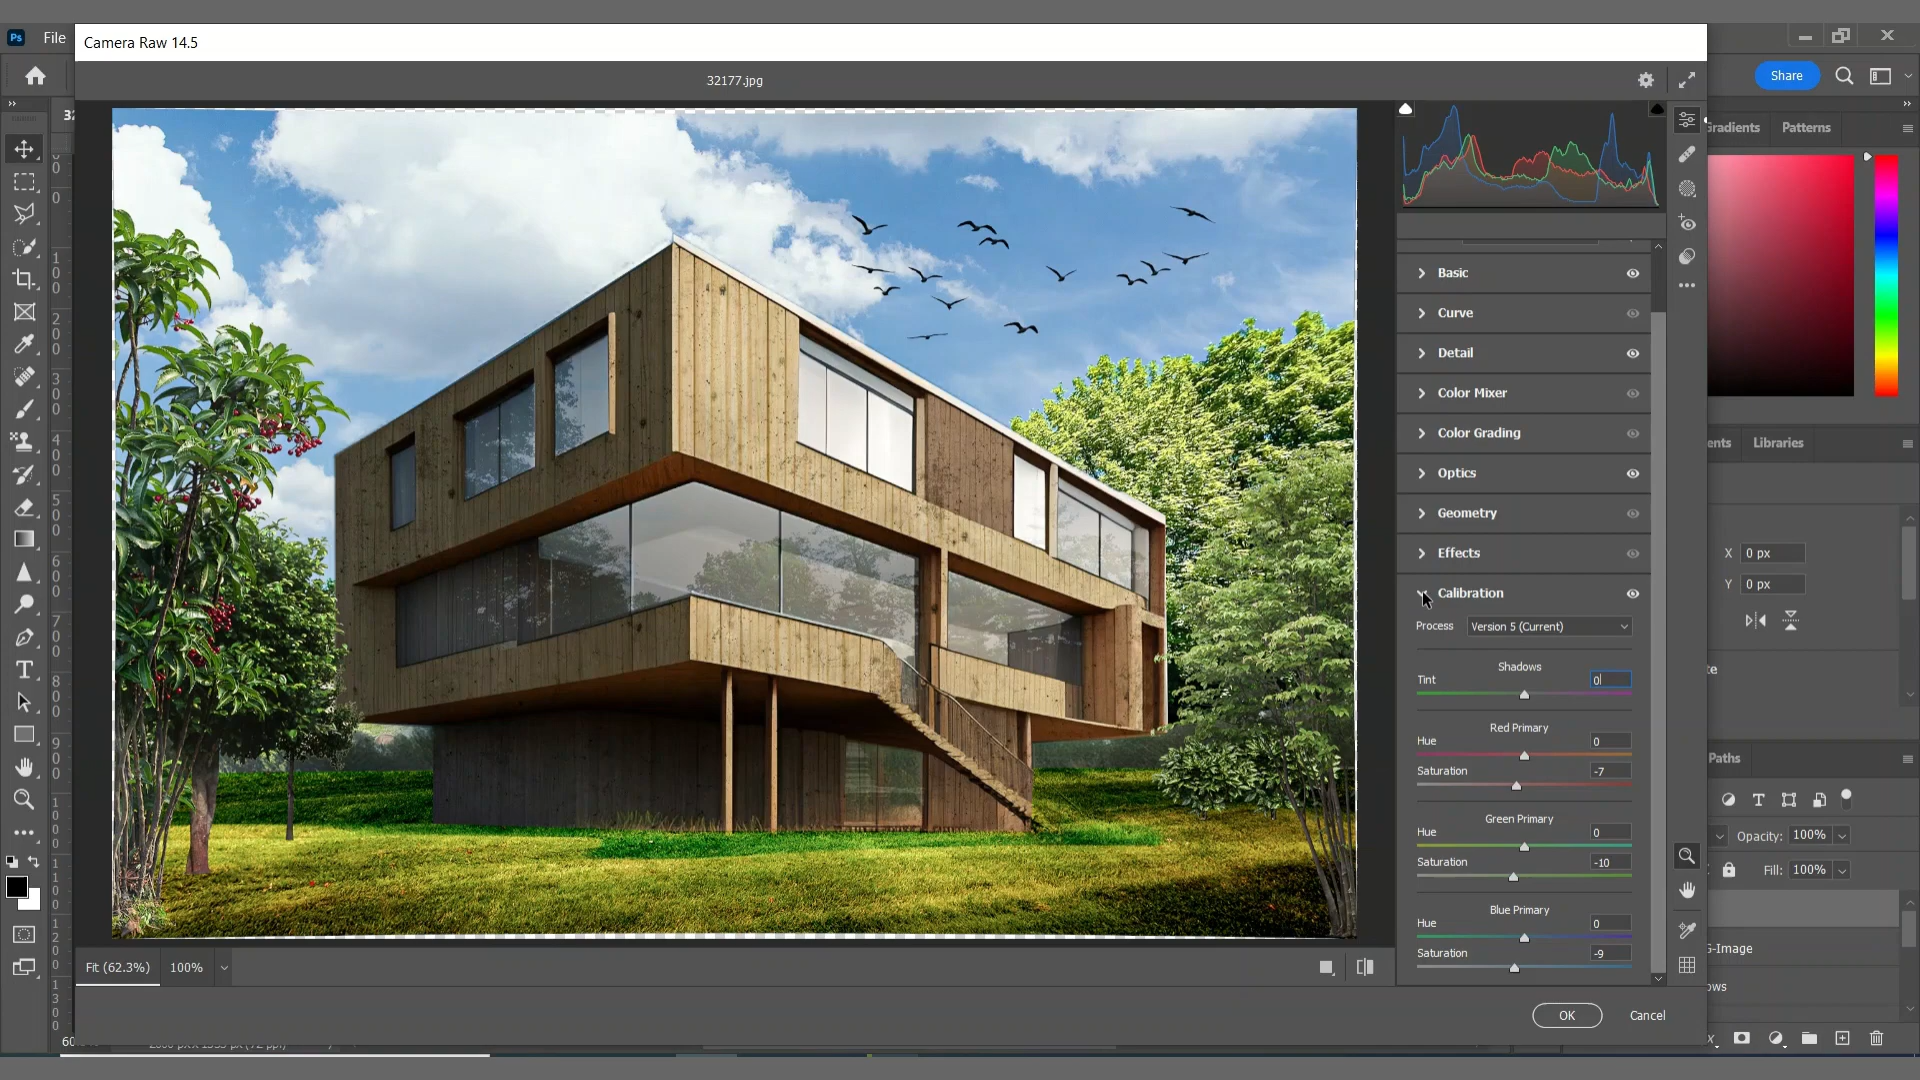 Ps File
Camera Raw 14.5
32177.jpg
Share
Gradients Patterns
Basic
Curve
Detail
Color Mixer
Color Grading
Optics
Geometry
Effects
Calibration
Process Version 5 (Current)
Shadows
Tint 0
Red Primary
Hue 0
Saturation -7
Green Primary
Hue 0
Saturation -10
Blue Primary
Hue 0
Saturation -9
Fit (62.3%) 100%
OK Cancel
Libraries
X 0 px
Y 0 px
Paths
Opacity: 100%
Fill: 100%
-Image